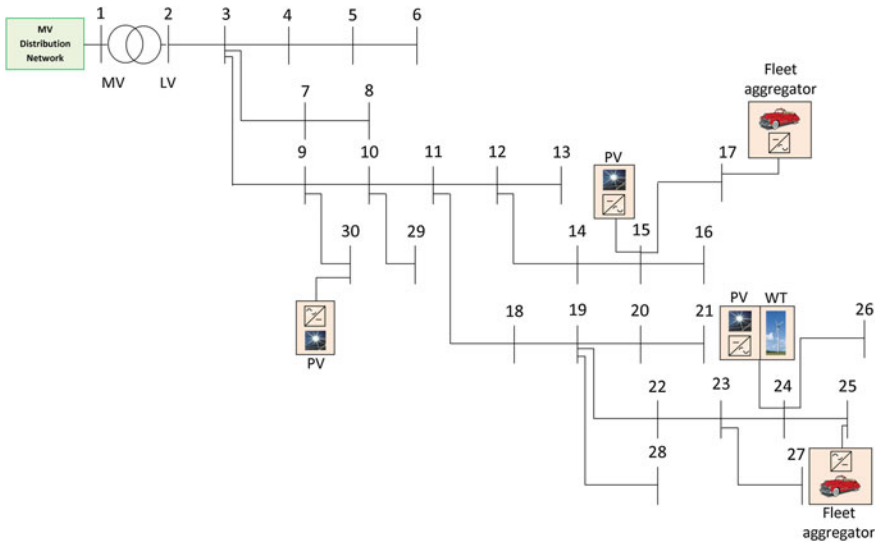 MV
Distribution
Network
1
2
3
4
5
6
MV
LV
7
8
Fleet
aggregator
9
10
11
12
13
PV
17
30
29
14
15
16
PV
18
19
20
21
PV
WT
26
22
23
24
25
28
27
Fleet
aggregator